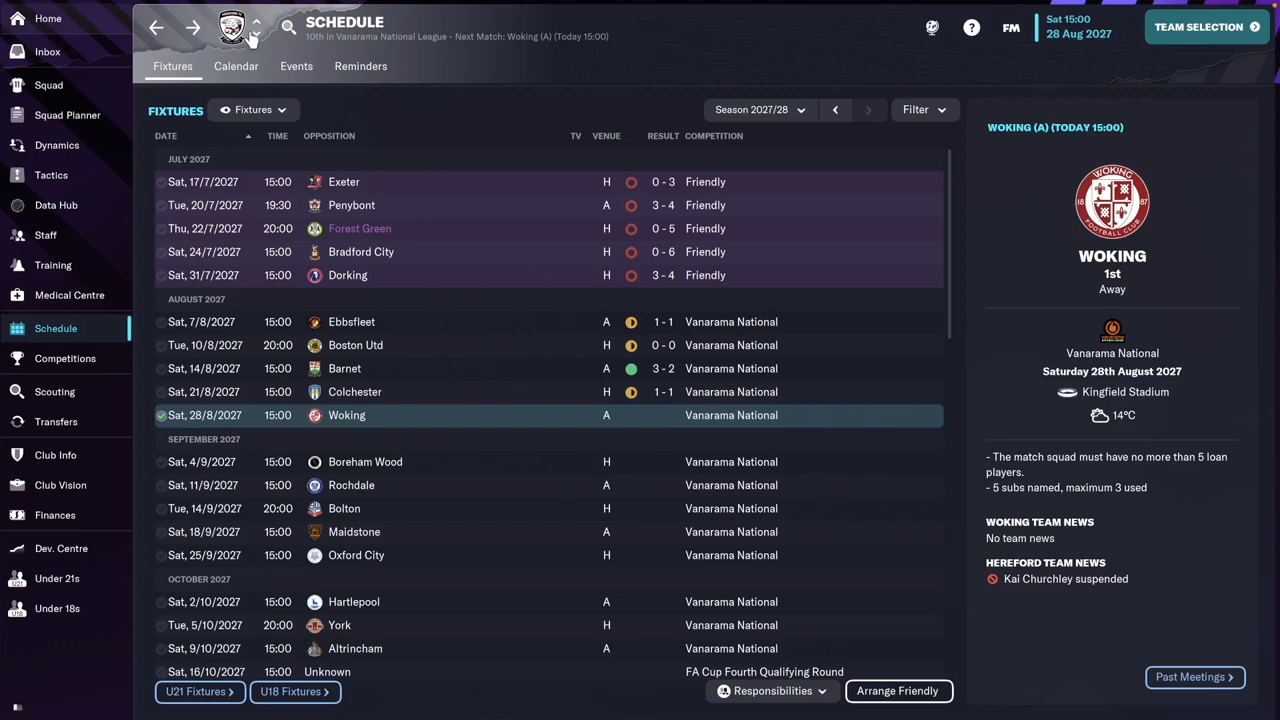 Home
SCHEDULE
10th in Vanarama National League - Next Match: Woking (A) (Today 15:00)
FM
Sat 15:00
28 Aug 2027
TEAM SELECTION
Inbox
Squad
Squad Planner
Dynamics
Tactics
Data Hub
Staff
Training
Medical Centre
Schedule
Competitions
Scouting
Transfers
Club Info
Club Vision
Finances
Dev. Centre
Under 21s
Under 18s
Fixtures Calendar Events Reminders
FIXTURES Fixtures Season 2027/28 Filter
DATE TIME OPPOSITION TV VENUE RESULT COMPETITION
JULY 2027
Sat, 17/7/2027 15:00 Exeter H 0 - 3 Friendly
Tue, 20/7/2027 19:30 Penybont A 3 - 4 Friendly
Thu, 22/7/2027 20:00 Forest Green H 0 - 5 Friendly
Sat, 24/7/2027 15:00 Bradford City H 0 - 6 Friendly
Sat, 31/7/2027 15:00 Dorking H 3 - 4 Friendly
AUGUST 2027
Sat, 7/8/2027 15:00 Ebbsfleet A 1 - 1 Vanarama National
Tue, 10/8/2027 20:00 Boston Utd H 0 - 0 Vanarama National
Sat, 14/8/2027 15:00 Barnet A 3 - 2 Vanarama National
Sat, 21/8/2027 15:00 Colchester H 1 - 1 Vanarama National
Sat, 28/8/2027 15:00 Woking A Vanarama National
SEPTEMBER 2027
Sat, 4/9/2027 15:00 Boreham Wood H Vanarama National
Sat, 11/9/2027 15:00 Rochdale A Vanarama National
Tue, 14/9/2027 20:00 Bolton H Vanarama National
Sat, 18/9/2027 15:00 Maidstone A Vanarama National
Sat, 25/9/2027 15:00 Oxford City H Vanarama National
OCTOBER 2027
Sat, 2/10/2027 15:00 Hartlepool A Vanarama National
Tue, 5/10/2027 20:00 York H Vanarama National
Sat, 9/10/2027 15:00 Altrincham A Vanarama National
Sat, 16/10/2027 15:00 Unknown FA Cup Fourth Qualifying Round
U21 Fixtures > U18 Fixtures > Responsibilities Arrange Friendly
WOKING (A) (TODAY 15:00)
WOKING
18 87
FOOTBALL CLUB
WOKING
1st
Away
Vanarama National
Saturday 28th August 2027
Kingfield Stadium
14°C
- The match squad must have no more than 5 loan
players.
- 5 subs named, maximum 3 used
WOKING TEAM NEWS
No team news
HEREFORD TEAM NEWS
Kai Churchley suspended
Past Meetings >